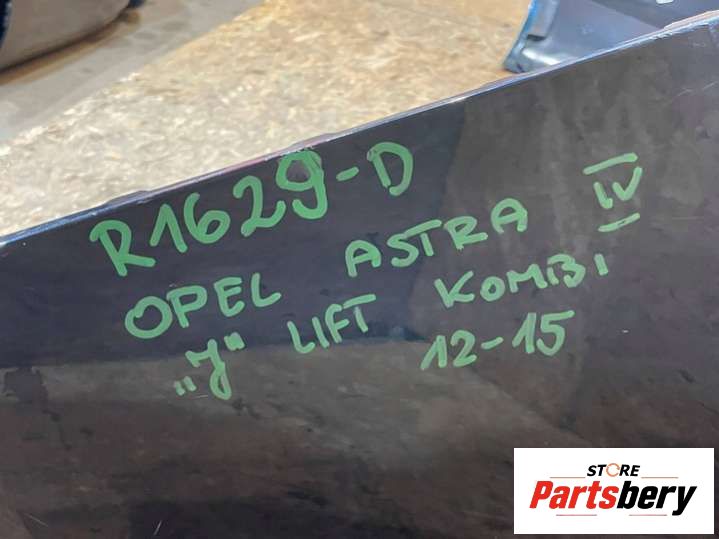 R1629-D
OPEL ASTRA IV
„J" LIFT KOMBI
12-15
STORE
Partsbery